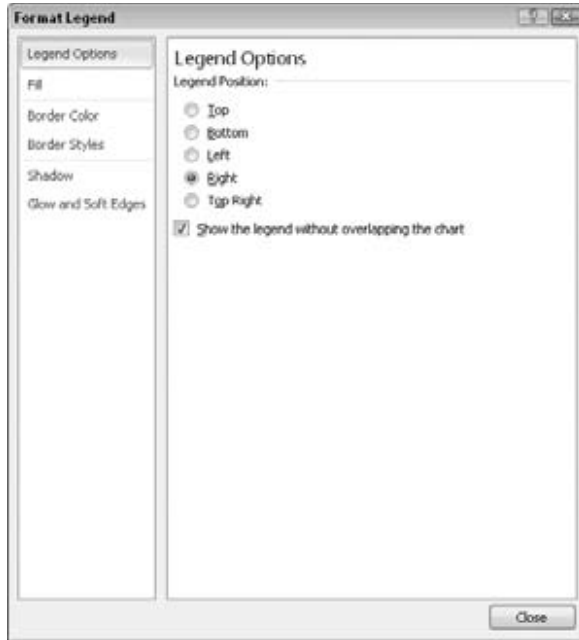 Format Legend
Legend Options
Fill
Border Color
Border Styles
Shadow
Glow and Soft Edges
Legend Options
Legend Position:
Top
Bottom
Left
Right
Top Right
Show the legend without overlapping the chart
Close